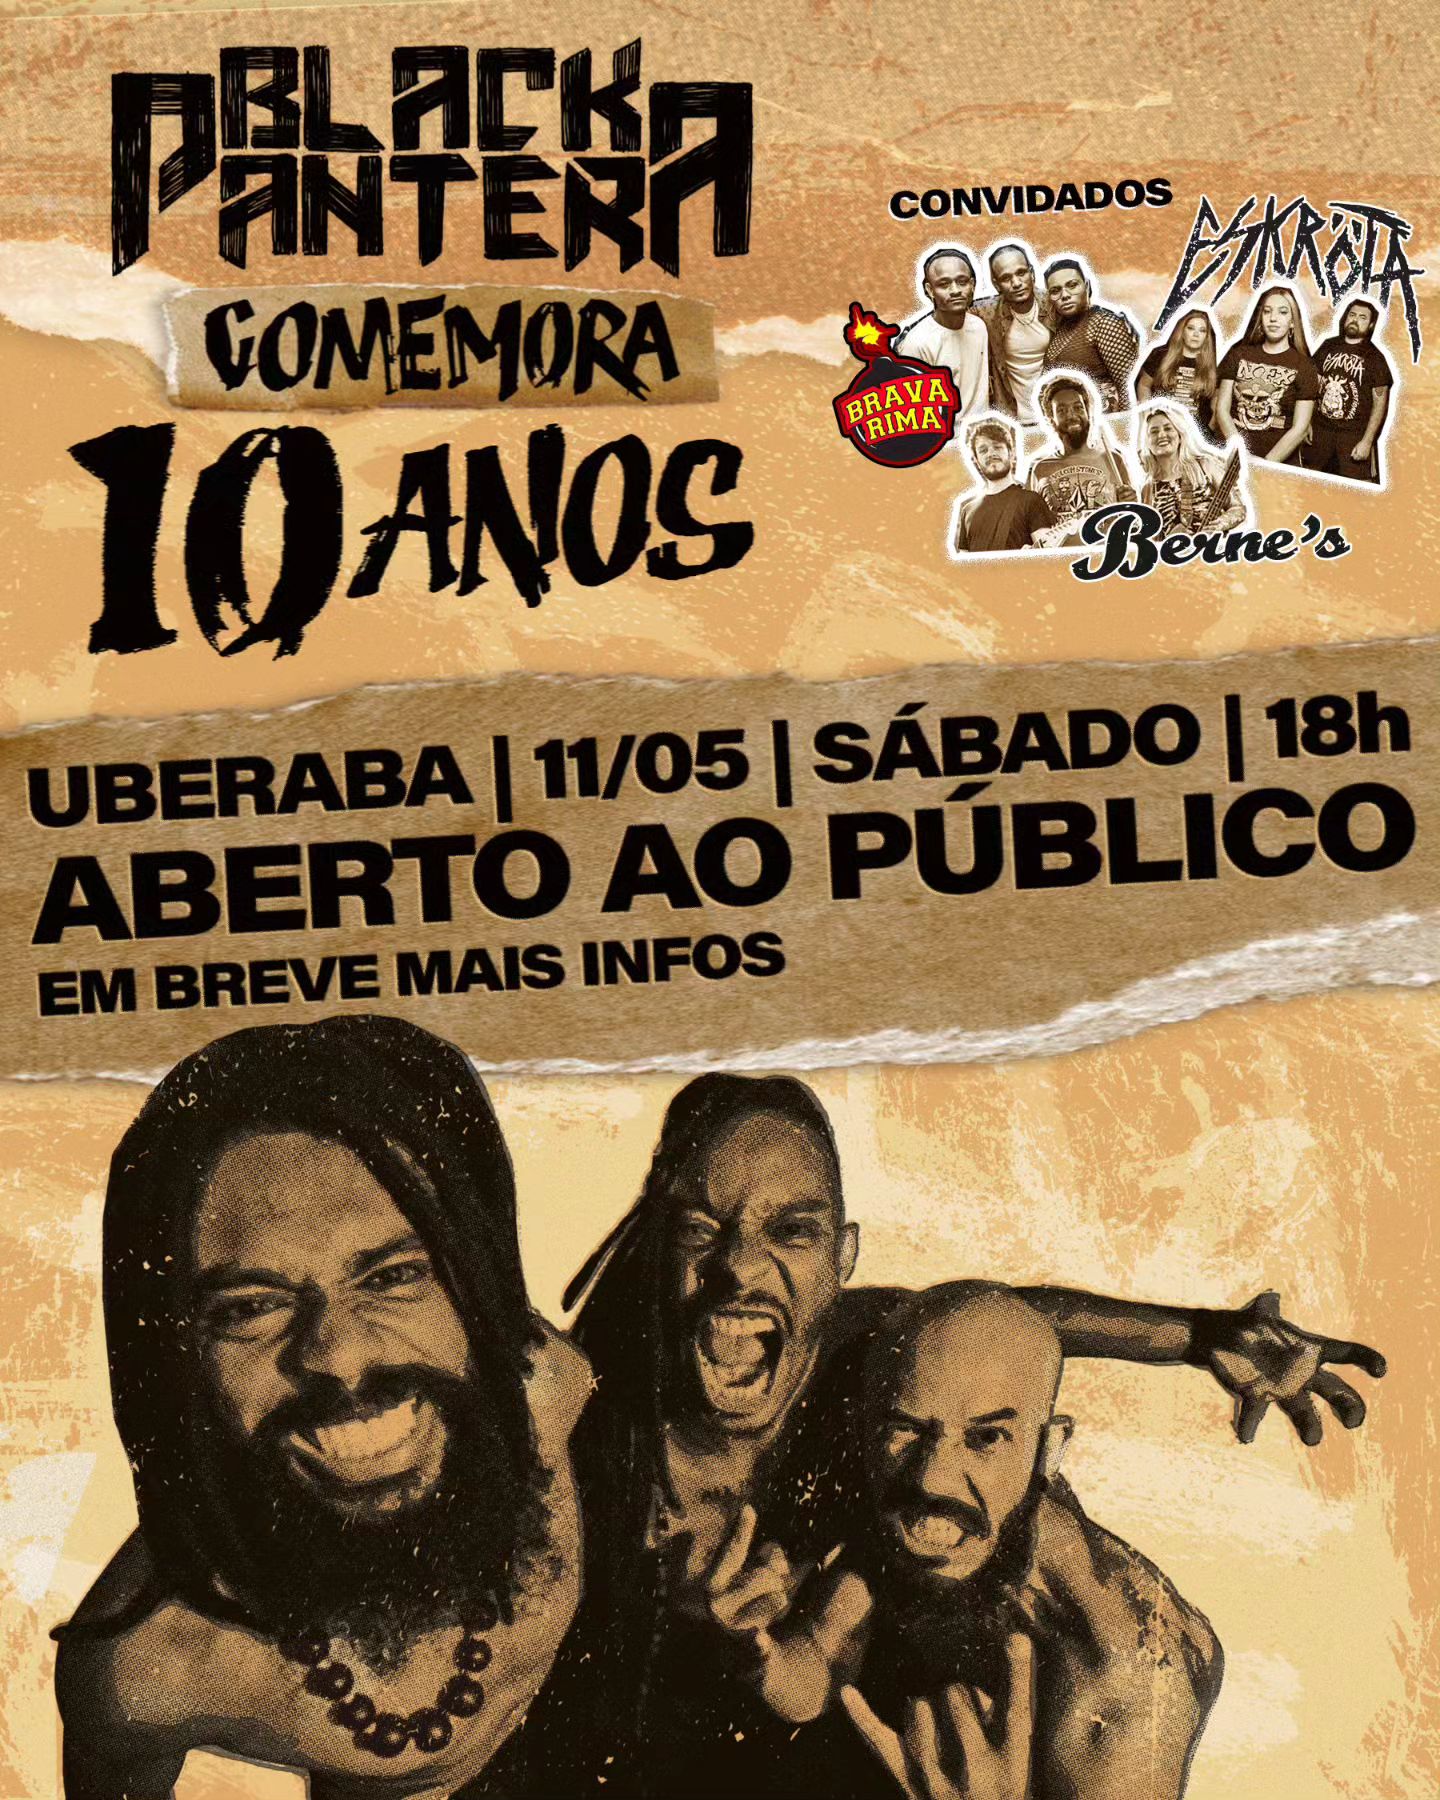 BLACK
PANTERA
COMEMORA
10 ANOS
CONVIDADOS
ESKRÖTA
BRAVA
RIMA
ESKRÖTA
Berne's
UBERABA | 11/05 | SÁBADO | 18h
ABERTO AO PÚBLICO
EM BREVE MAIS INFOS